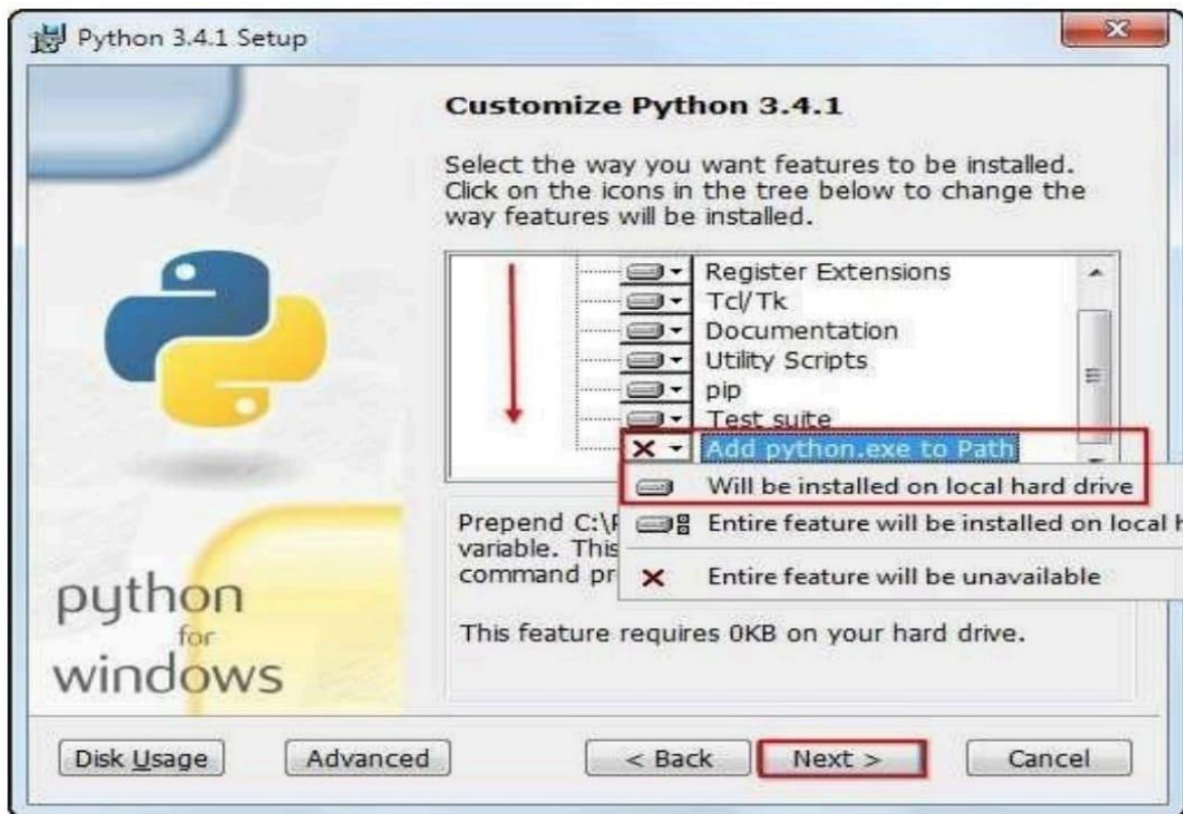 Python 3.4.1 Setup
Customize Python 3.4.1
Select the way you want features to be installed.
Click on the icons in the tree below to change the
way features will be installed.
Register Extensions
Tcl/Tk
Documentation
Utility Scripts
pip
Test suite
Add python.exe to Path
Will be installed on local hard drive
Entire feature will be installed on local
Entire feature will be unavailable
Prepend C:\
variable. This
command pr
This feature requires 0KB on your hard drive.
python
for
windows
Disk Usage
Advanced
< Back
Next >
Cancel